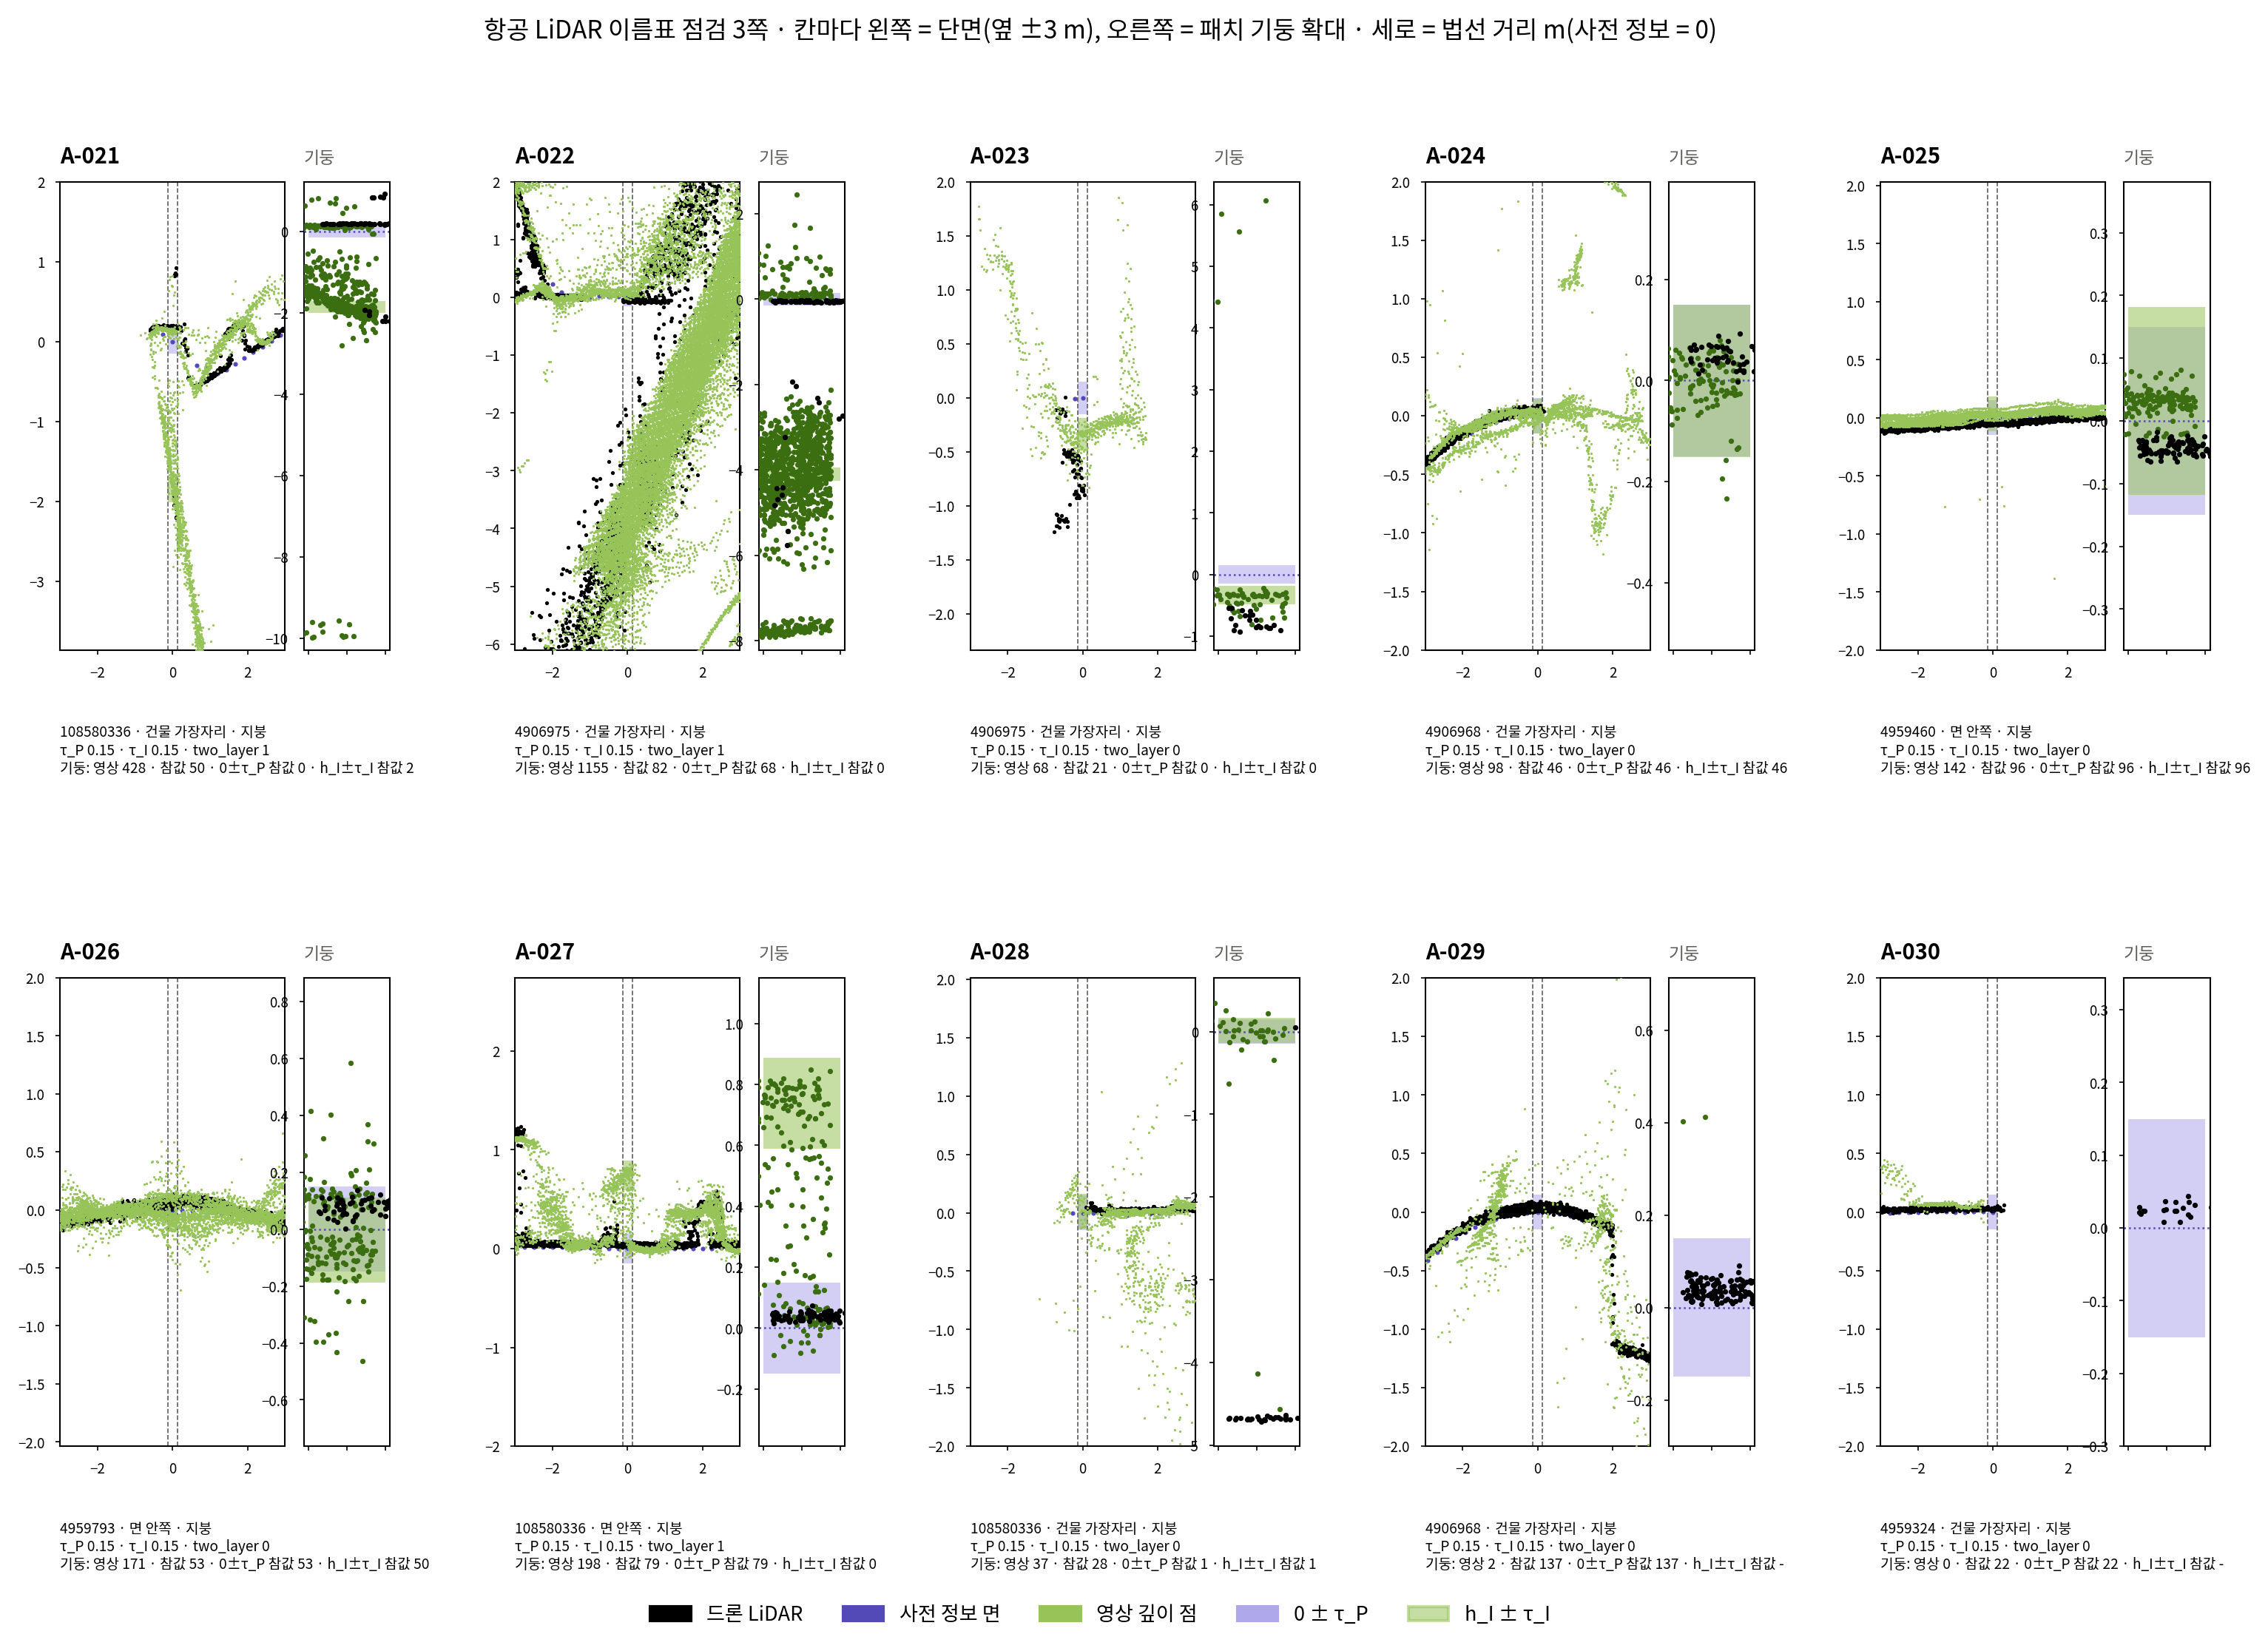 항공 LiDAR 이름표 점검 3쪽 · 칸마다 왼쪽 = 단면(옆 ±3 m), 오른쪽 = 패치 기둥 확대 · 세로 = 법선 거리 m(사전 정보 = 0)
A-021 기둥
A-022 기둥
A-023 기둥
A-024 기둥
A-025 기둥
108580336 · 건물 가장자리 · 지붕
τ_P 0.15 · τ_I 0.15 · two_layer 1
기둥: 영상 428 · 참값 50 · 0±τ_P 참값 0 · h_I±τ_I 참값 2
4906975 · 건물 가장자리 · 지붕
τ_P 0.15 · τ_I 0.15 · two_layer 1
기둥: 영상 1155 · 참값 82 · 0±τ_P 참값 68 · h_I±τ_I 참값 0
4906975 · 건물 가장자리 · 지붕
τ_P 0.15 · τ_I 0.15 · two_layer 0
기둥: 영상 68 · 참값 21 · 0±τ_P 참값 0 · h_I±τ_I 참값 0
4906968 · 건물 가장자리 · 지붕
τ_P 0.15 · τ_I 0.15 · two_layer 0
기둥: 영상 98 · 참값 46 · 0±τ_P 참값 46 · h_I±τ_I 참값 46
4959460 · 면 안쪽 · 지붕
τ_P 0.15 · τ_I 0.15 · two_layer 0
기둥: 영상 142 · 참값 96 · 0±τ_P 참값 96 · h_I±τ_I 참값 96
A-026 기둥
A-027 기둥
A-028 기둥
A-029 기둥
A-030 기둥
4959793 · 면 안쪽 · 지붕
τ_P 0.15 · τ_I 0.15 · two_layer 0
기둥: 영상 171 · 참값 53 · 0±τ_P 참값 53 · h_I±τ_I 참값 50
108580336 · 면 안쪽 · 지붕
τ_P 0.15 · τ_I 0.15 · two_layer 1
기둥: 영상 198 · 참값 79 · 0±τ_P 참값 79 · h_I±τ_I 참값 0
108580336 · 건물 가장자리 · 지붕
τ_P 0.15 · τ_I 0.15 · two_layer 0
기둥: 영상 37 · 참값 28 · 0±τ_P 참값 1 · h_I±τ_I 참값 1
4906968 · 건물 가장자리 · 지붕
τ_P 0.15 · τ_I 0.15 · two_layer 0
기둥: 영상 2 · 참값 137 · 0±τ_P 참값 137 · h_I±τ_I 참값 -
4959324 · 건물 가장자리 · 지붕
τ_P 0.15 · τ_I 0.15 · two_layer 0
기둥: 영상 0 · 참값 22 · 0±τ_P 참값 22 · h_I±τ_I 참값 -
드론 LiDAR 사전 정보 면 영상 깊이 점 0 ± τ_P h_I ± τ_I